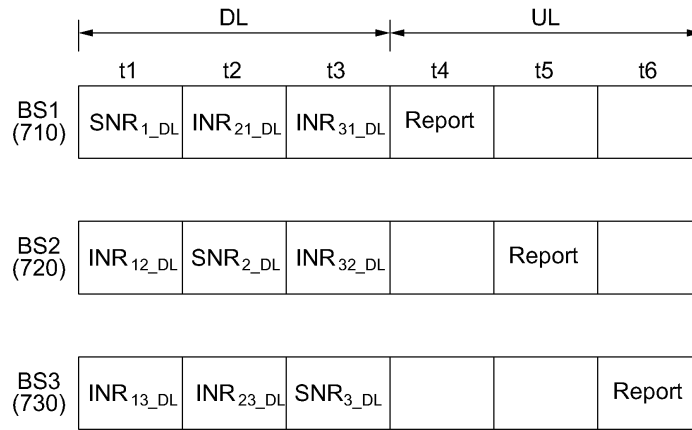 DL UL
t1 t2 t3 t4 t5 t6
BS1 (710) SNR1_DL INR21_DL INR31_DL Report
BS2 (720) INR12_DL SNR2_DL INR32_DL Report
BS3 (730) INR13_DL INR23_DL SNR3_DL Report